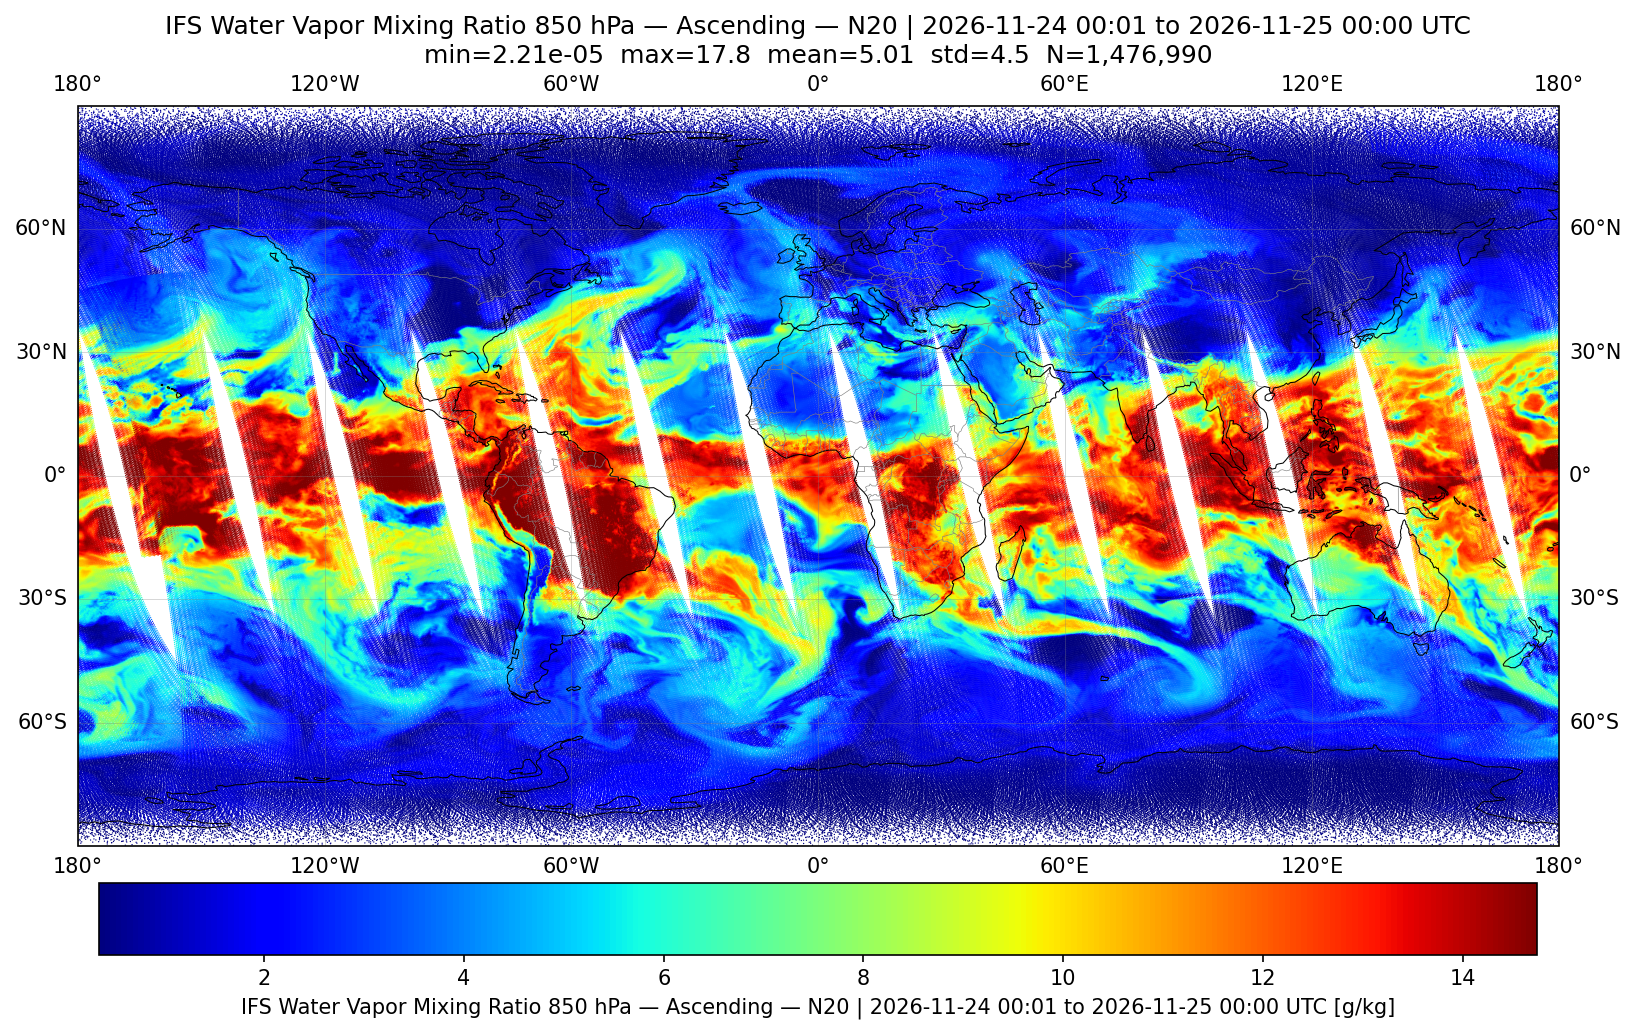 IFS Water Vapor Mixing Ratio 850 hPa — Ascending — N20 | 2026-11-24 00:01 to 2026-11-25 00:00 UTC
min=2.21e-05 max=17.8 mean=5.01 std=4.5 N=1,476,990
180° 120°W 60°W 0° 60°E 120°E 180°
60°N 60°N
30°N 30°N
0° 0°
30°S 30°S
60°S 60°S
180° 120°W 60°W 0° 60°E 120°E 180°
2 4 6 8 10 12 14
IFS Water Vapor Mixing Ratio 850 hPa — Ascending — N20 | 2026-11-24 00:01 to 2026-11-25 00:00 UTC [g/kg]